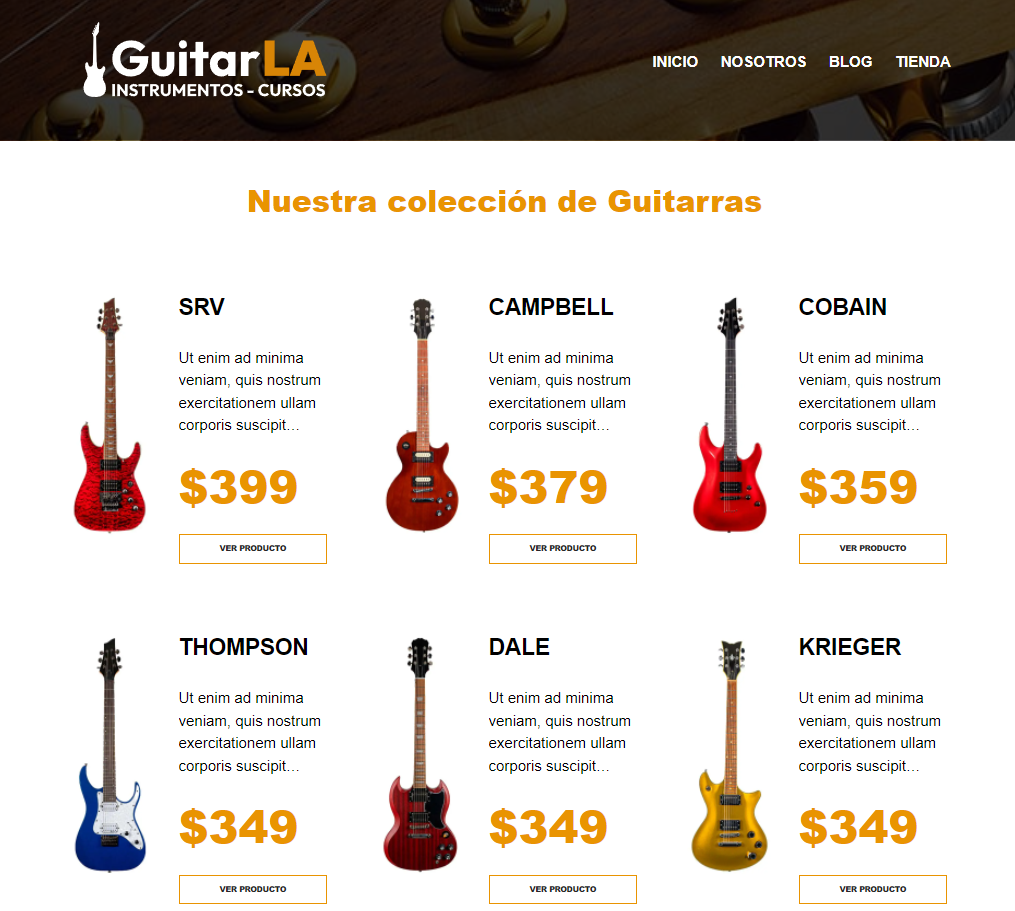 GuitarLA
INSTRUMENTOS - CURSOS
INICIO NOSOTROS BLOG TIENDA
Nuestra colección de Guitarras
SRV
Ut enim ad minima
veniam, quis nostrum
exercitationem ullam
corporis suscipit...
$399
VER PRODUCTO
CAMPBELL
Ut enim ad minima
veniam, quis nostrum
exercitationem ullam
corporis suscipit...
$379
VER PRODUCTO
COBAIN
Ut enim ad minima
veniam, quis nostrum
exercitationem ullam
corporis suscipit...
$359
VER PRODUCTO
THOMPSON
Ut enim ad minima
veniam, quis nostrum
exercitationem ullam
corporis suscipit...
$349
VER PRODUCTO
DALE
Ut enim ad minima
veniam, quis nostrum
exercitationem ullam
corporis suscipit...
$349
VER PRODUCTO
KRIEGER
Ut enim ad minima
veniam, quis nostrum
exercitationem ullam
corporis suscipit...
$349
VER PRODUCTO